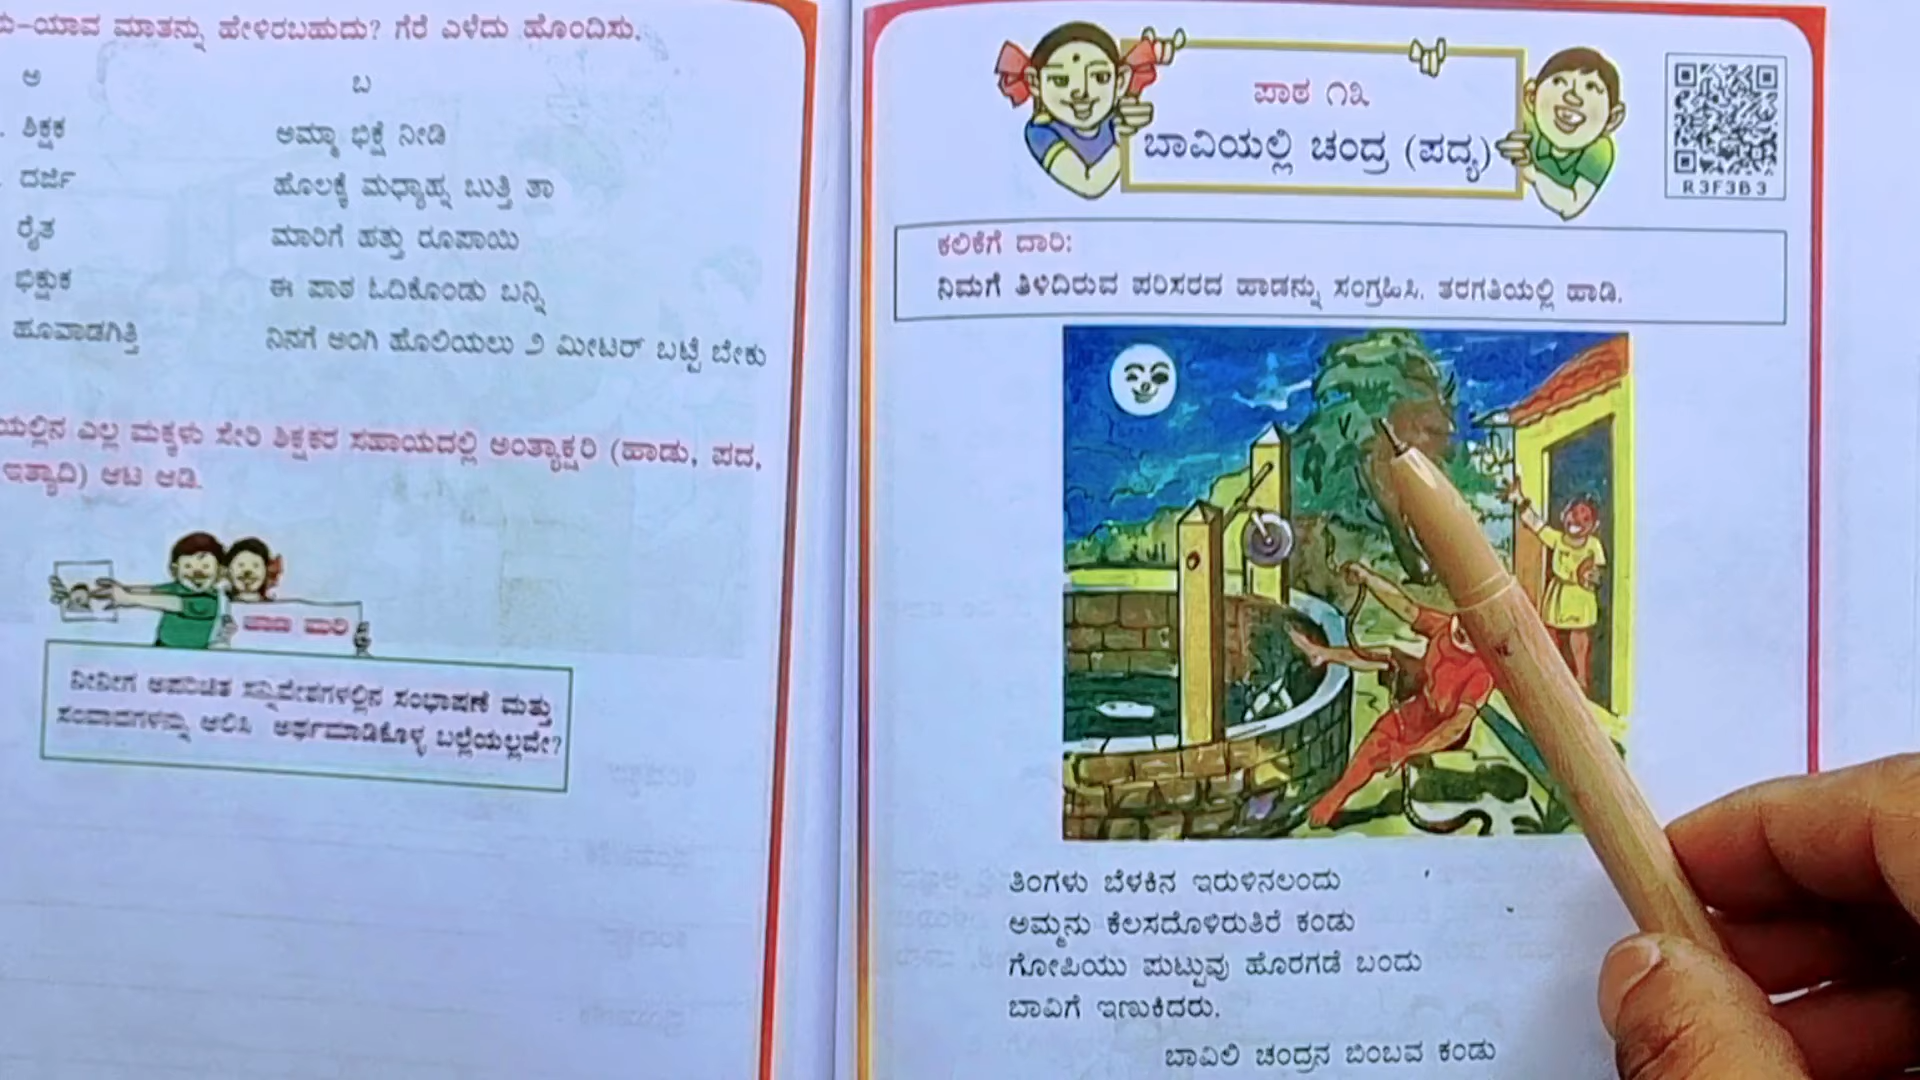 ಯಾವ ಮಾತನ್ನು ಹೇಳಿರಬಹುದು? ಗೆರೆ ಎಳೆದು ಹೊಂದಿಸು.
ಅ ಬ
ಶಿಕ್ಷಕ ಅಮ್ಮಾ ಭಿಕ್ಷೆ ನೀಡಿ
ದರ್ಜಿ ಹೊಲಕ್ಕೆ ಮಧ್ಯಾಹ್ನ ಬುತ್ತಿ ತಾ
ರೈತ ಮಾರಿಗೆ ಹತ್ತು ರೂಪಾಯಿ
ಭಿಕ್ಷುಕ ಈ ಪಾಠ ಓದಿಕೊಂಡು ಬನ್ನಿ
ಹೂವಾಡಗಿತ್ತಿ ನಿನಗೆ ಅಂಗಿ ಹೊಲಿಯಲು ೨ ಮೀಟರ್ ಬಟ್ಟೆ ಬೇಕು
ಎಲ್ಲ ಮಕ್ಕಳು ಸೇರಿ ಶಿಕ್ಷಕರ ಸಹಾಯದಲ್ಲಿ ಅಂತ್ಯಾಕ್ಷರಿ (ಹಾಡು, ಪದ,
ಇತ್ಯಾದಿ) ಆಟ ಆಡಿ.
ನೀನೀಗ ಅಪರಿಚಿತ ಸನ್ನಿವೇಶಗಳಲ್ಲಿನ ಸಂಭಾಷಣೆ ಮತ್ತು
ಸಂವಾದಗಳನ್ನು ಆಲಿಸಿ ಅರ್ಥಮಾಡಿಕೊಳ್ಳ ಬಲ್ಲೆಯಲ್ಲವೇ?
ಪಾಠ ೧೩
ಬಾವಿಯಲ್ಲಿ ಚಂದ್ರ (ಪದ್ಯ)
R3F3B3
ಕಲಿಕೆಗೆ ದಾರಿ:
ನಿಮಗೆ ತಿಳಿದಿರುವ ಪರಿಸರದ ಹಾಡನ್ನು ಸಂಗ್ರಹಿಸಿ. ತರಗತಿಯಲ್ಲಿ ಹಾಡಿ.
ತಿಂಗಳು ಬೆಳಕಿನ ಇರುಳಿನಲಂದು
ಅಮ್ಮನು ಕೆಲಸದೊಳಿರುತಿರೆ ಕಂಡು
ಗೋಪಿಯು ಪುಟ್ಟುವು ಹೊರಗಡೆ ಬಂದು
ಬಾವಿಗೆ ಇಣುಕಿದರು.
ಬಾವಿಲಿ ಚಂದ್ರನ ಬಿಂಬವ ಕಂಡು